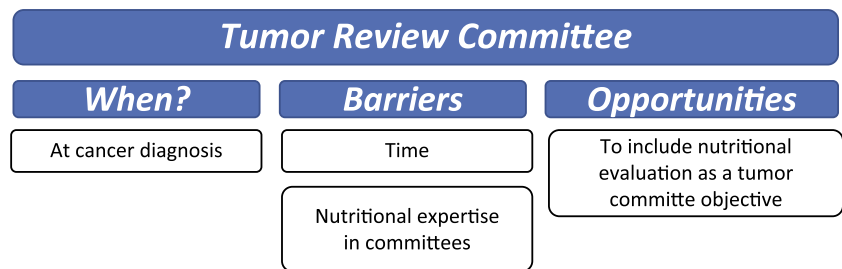 Tumor Review Committee
When?
Barriers
Opportunities
At cancer diagnosis
Time
Nutritional expertise
in committees
To include nutritional
evaluation as a tumor
committe objective